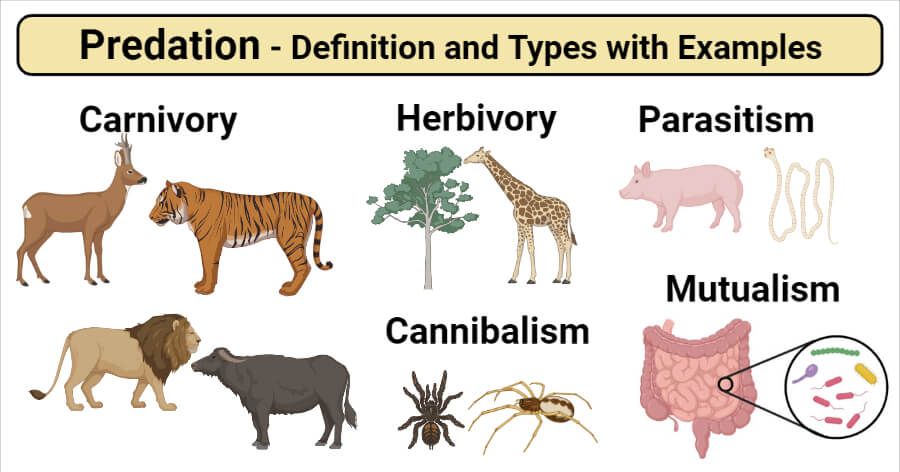 Predation - Definition and Types with Examples
Carnivory
Herbivory
Parasitism
Mutualism
Cannibalism